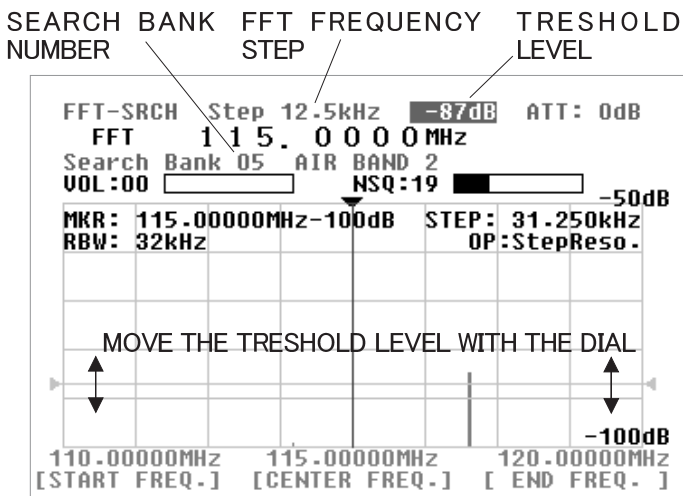 SEARCH BANK FFT FREQUENCY TRESHOLD
NUMBER STEP LEVEL
FFT-SRCH Step 12.5kHz -87dB ATT: 0dB
FFT 115.0000MHz
Search Bank 05 AIR BAND 2
VOL:00 NSQ:19
-50dB
MKR: 115.00000MHz-100dB STEP: 31.250kHz
RBW: 32kHz OP:StepReso.
MOVE THE TRESHOLD LEVEL WITH THE DIAL
-100dB
110.00000MHz 115.00000MHz 120.00000MHz
[START FREQ.] [CENTER FREQ.] [ END FREQ. ]